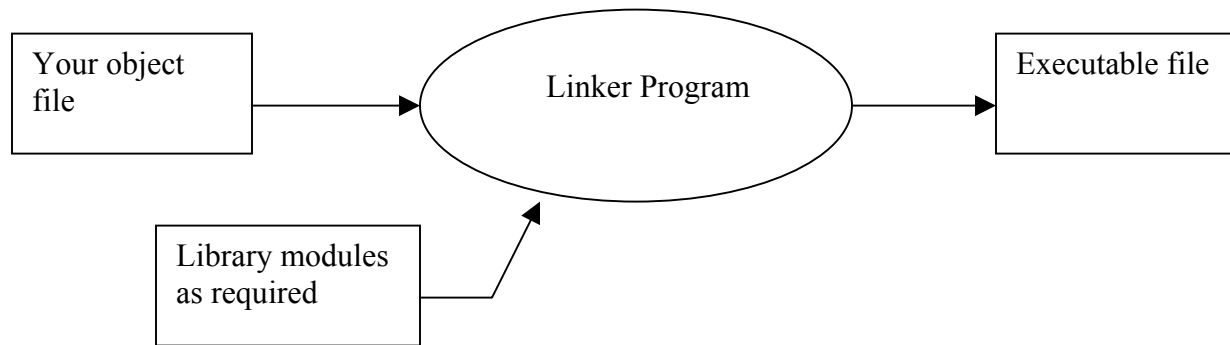 Your object
file
Linker Program
Executable file
Library modules
as required